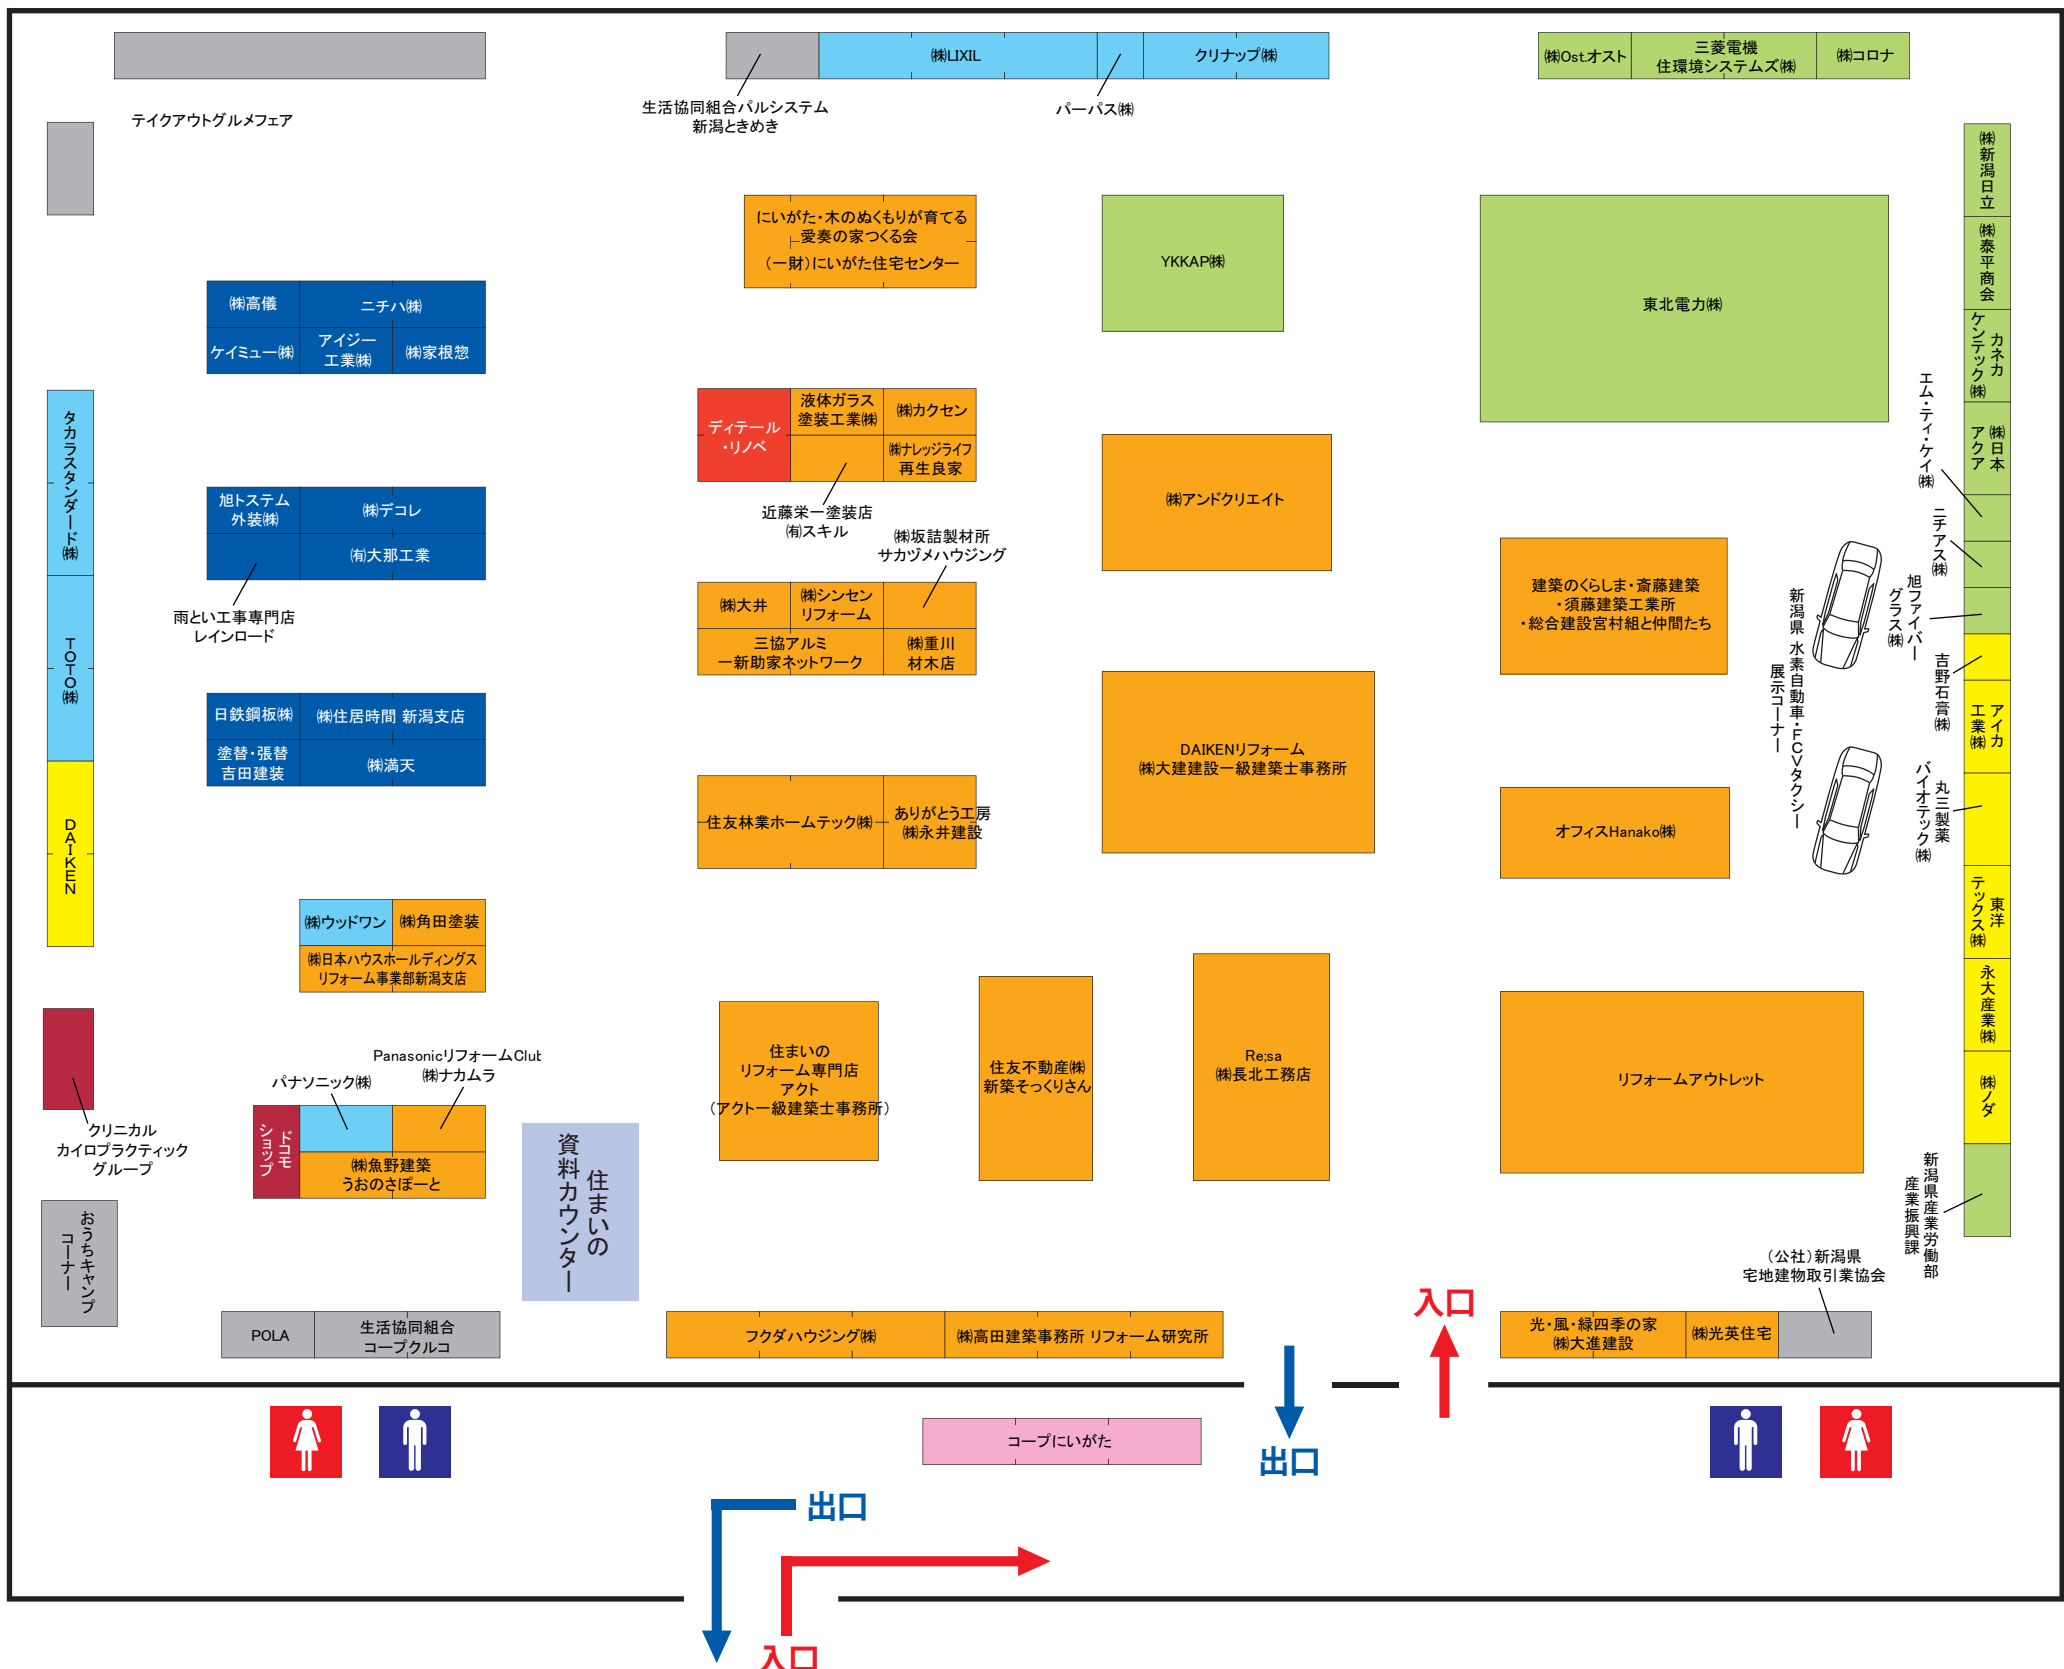 ㈱LIXIL
クリナップ㈱
㈱Ost.オスト
三菱電機
住環境システムズ㈱
㈱コロナ
生活協同組合パルシステム
新潟ときめき
パーパス㈱
テイクアウトグルメフェア
㈱新潟日立
㈱泰平商会
カネカ
ケンテック㈱
㈱日本
アクア
エム・ティ・ケイ㈱
ニチアス㈱
旭ファイバー
グラス㈱
吉野石膏㈱
アイカ
工業㈱
丸三製薬
バイオテック㈱
東洋
テックス㈱
永大産業㈱
㈱ノダ
新潟県産業労働部
産業振興課
にいがた・木のぬくもりが育てる
愛奏の家つくる会
(一財)にいがた住宅センター
YKKAP㈱
東北電力㈱
㈱高儀
ニチハ㈱
ケイミュー㈱
アイジー
工業㈱
㈱家根惣
タカラスタンダード㈱
TOTO㈱
DAIKEN
ディテール
・リノベ
液体ガラス
塗装工業㈱
㈱カクセン
㈱ナレッジライフ
再生良家
近藤栄一塗装店
㈲スキル
㈱アンドクリエイト
旭トステム
外装㈱
㈱デコレ
㈲大那工業
雨とい工事専門店
レインロード
㈱坂詰製材所
サカヅメハウジング
㈱大井
㈱シンセン
リフォーム
三協アルミ
一新助家ネットワーク
㈱重川
材木店
建築のくらしま・斎藤建築
・須藤建築工業所
・総合建設宮村組と仲間たち
新潟県 水素自動車・FCVタクシー
展示コーナー
日鉄鋼板㈱
㈱住居時間 新潟支店
塗替・張替
吉田建装
㈱満天
DAIKENリフォーム
㈱大建建設一級建築士事務所
住友林業ホームテック㈱
ありがとう工房
㈱永井建設
オフィスHanako㈱
㈱ウッドワン
㈱角田塗装
㈱日本ハウスホールディングス
リフォーム事業部新潟支店
クリニカル
カイロプラクティック
グループ
PanasonicリフォームClub
㈱ナカムラ
パナソニック㈱
ドコモ
ショップ
㈱魚野建築
うおのさぽーと
住まいの
資料カウンター
住まいの
リフォーム専門店
アクト
(アクト一級建築士事務所)
住友不動産㈱
新築そっくりさん
Re;sa
㈱長北工務店
リフォームアウトレット
おうちキャンプ
コーナー
POLA
生活協同組合
コープクルコ
フクダハウジング㈱
㈱高田建築事務所 リフォーム研究所
入口
(公社)新潟県
宅地建物取引業協会
光・風・緑四季の家
㈱大進建設
㈱光英住宅
コープにいがた
出口
出口
入口